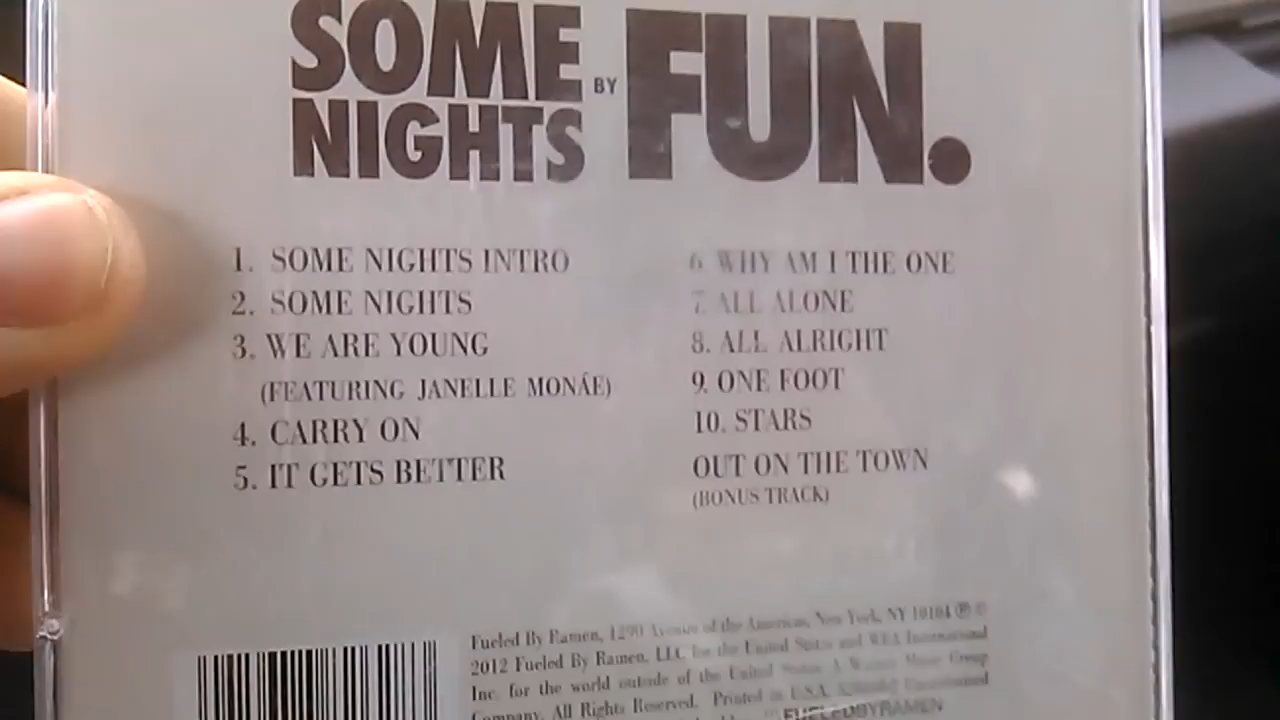 SOME NIGHTS BY FUN.
1. SOME NIGHTS INTRO
2. SOME NIGHTS
3. WE ARE YOUNG
(FEATURING JANELLE MONÁE)
4. CARRY ON
5. IT GETS BETTER
6 WHY AM I THE ONE
7. ALL ALONE
8. ALL ALRIGHT
9. ONE FOOT
10. STARS
OUT ON THE TOWN
(BONUS TRACK)
Fueled By Ramen, 1290 Avenue of the Americas, New York, NY 10104 ℗ ©
2012 Fueled By Ramen, LLC for the United States and WEA International
Inc. for the world outside of the United States. A Warner Music Group
Company. All Rights Reserved. Printed in U.S.A.
FUELEDBYRAMEN